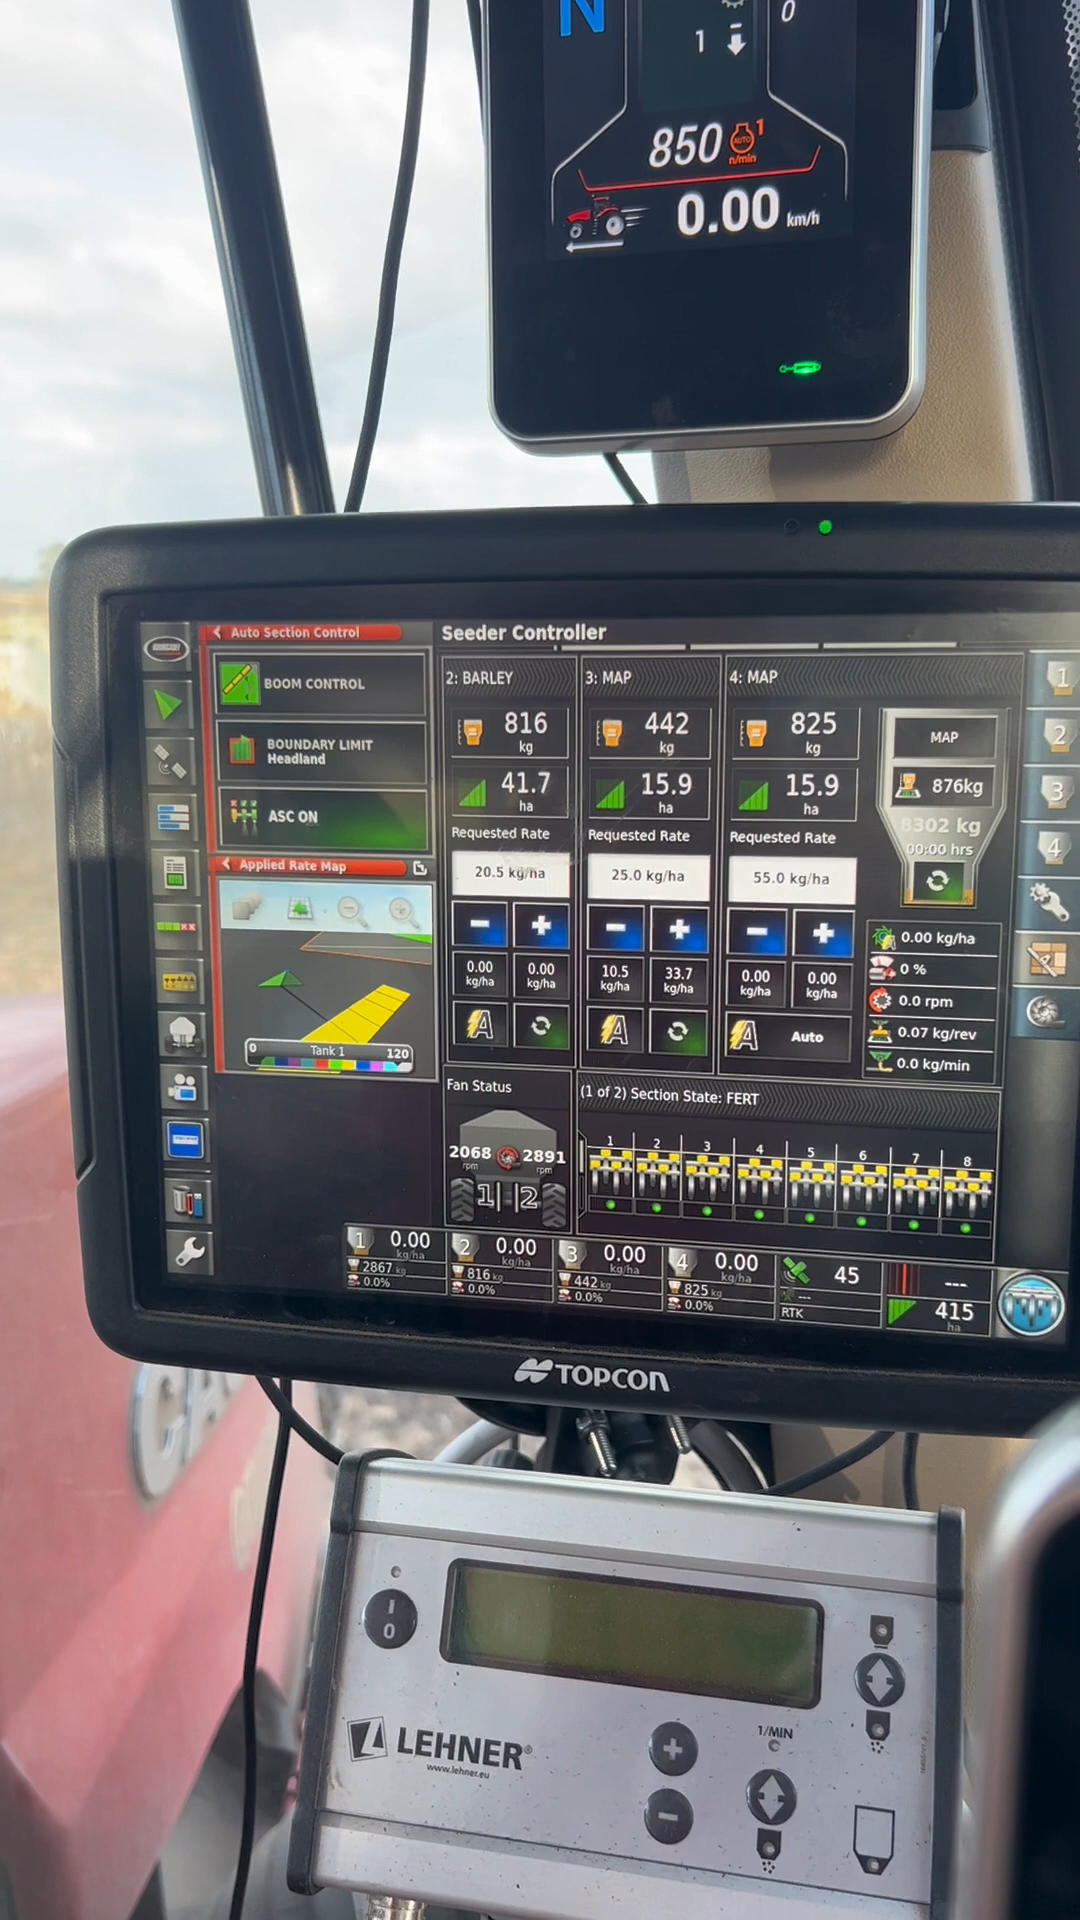 N
1
0
850
AUTO
1
n/min
0.00 km/h
Auto Section Control
BOOM CONTROL
BOUNDARY LIMIT
Headland
ASC ON
Applied Rate Map
0 Tank 1 120
Seeder Controller
2: BARLEY
816
kg
41.7
ha
Requested Rate
20.5 kg/ha
0.00
kg/ha
0.00
kg/ha
A
3: MAP
442
kg
15.9
ha
Requested Rate
25.0 kg/ha
10.5
kg/ha
33.7
kg/ha
A
4: MAP
825
kg
15.9
ha
Requested Rate
55.0 kg/ha
0.00
kg/ha
0.00
kg/ha
A
Auto
MAP
876kg
8302 kg
00:00 hrs
0.00 kg/ha
0 %
0.0 rpm
0.07 kg/rev
0.0 kg/min
1
2
3
4
Fan Status
2068
rpm
2891
rpm
1 2
(1 of 2) Section State: FERT
1 2 3 4 5 6 7 8
1 0.00
kg/ha
2867 kg
0.0%
2 0.00
kg/ha
816 kg
0.0%
3 0.00
kg/ha
442 kg
0.0%
4 0.00
kg/ha
825 kg
0.0%
45
---
RTK
---
415
ha
TOPCON
I
0
LEHNER®
www.lehner.eu
+
-
1/MIN